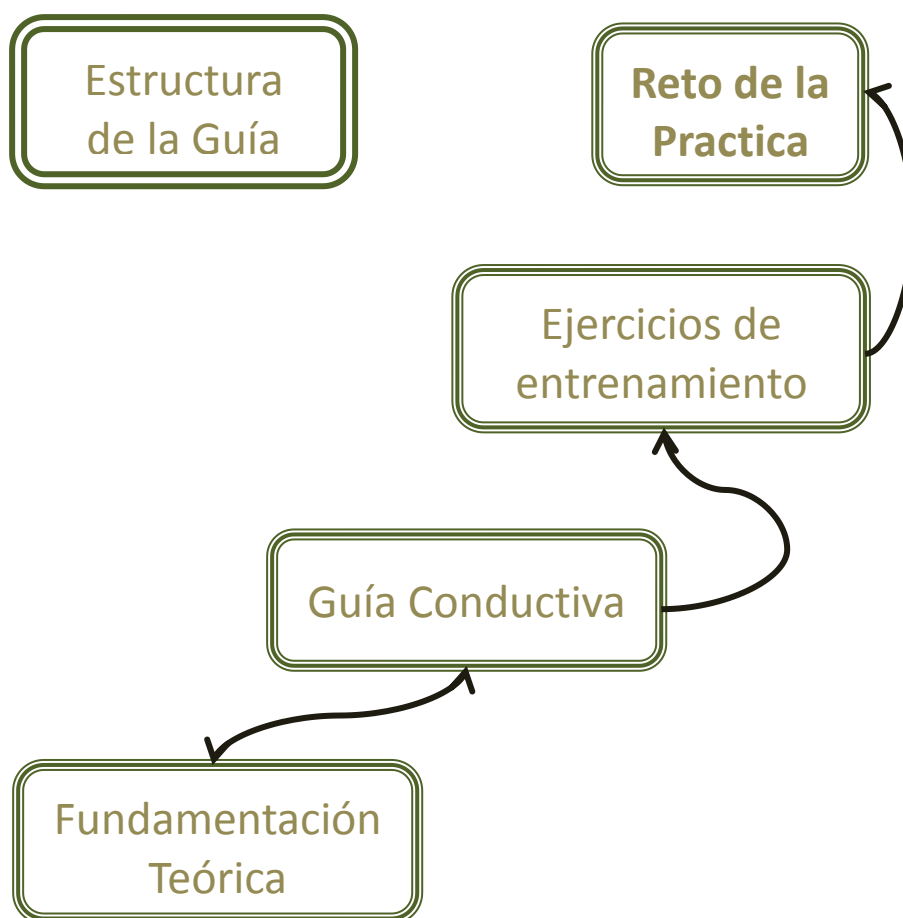 Estructura
de la Guía
Reto de la
Practica
Ejercicios de
entrenamiento
Guía Conductiva
Fundamentación
Teórica